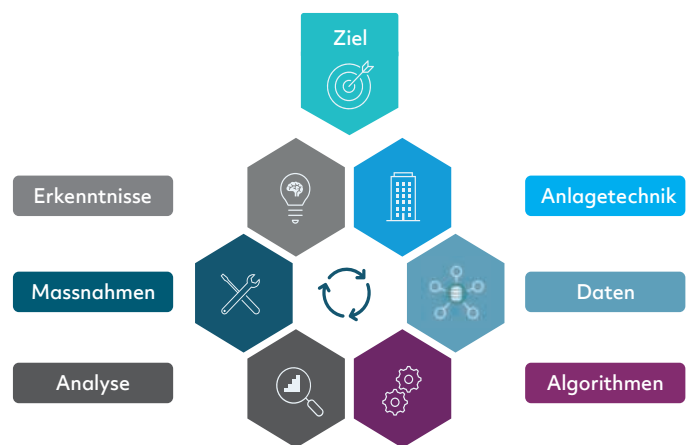 Ziel
Erkenntnisse
Anlagetechnik
Massnahmen
Daten
Analyse
Algorithmen